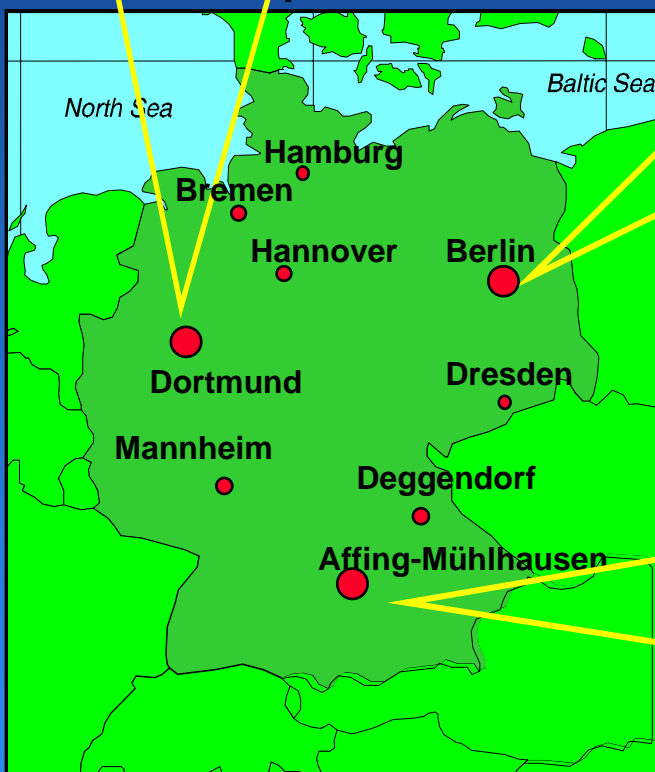 Baltic Sea
North Sea
Hamburg
Bremen
Hannover
Berlin
Dortmund
Dresden
Mannheim
Deggendorf
Affing-Mühlhausen